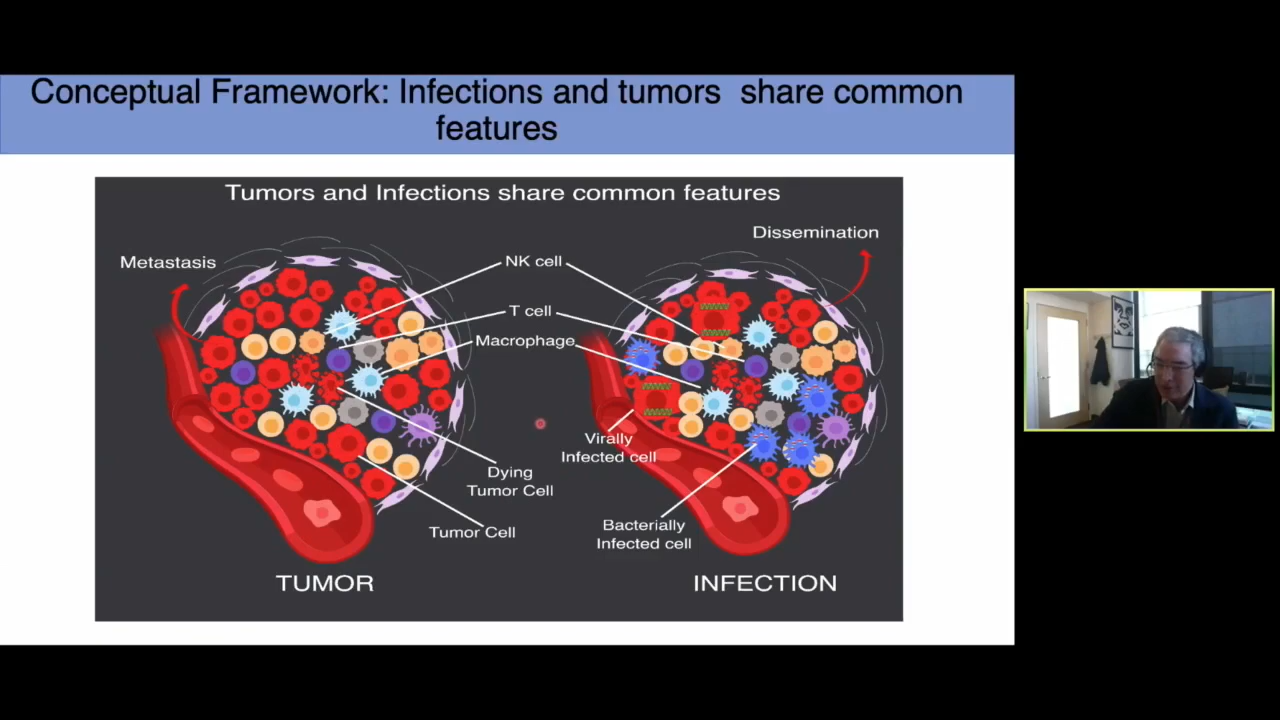 Conceptual Framework: Infections and tumors share common
features
Tumors and Infections share common features
Dissemination
Metastasis
NK cell
T cell
Macrophage
Virally
Infected cell
Dying
Tumor Cell
Tumor Cell
Bacterially
Infected cell
TUMOR
INFECTION